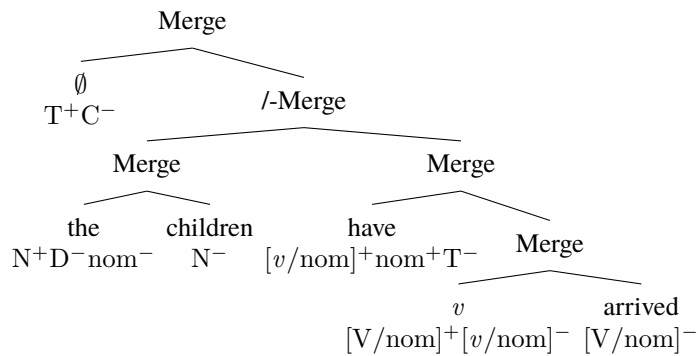 Merge
∅
T⁺C⁻
/-Merge
Merge
Merge
the
children
have
Merge
N⁺D⁻nom⁻
N⁻
[v/nom]⁺nom⁺T⁻
v
arrived
[V/nom]⁺[v/nom]⁻
[V/nom]⁻